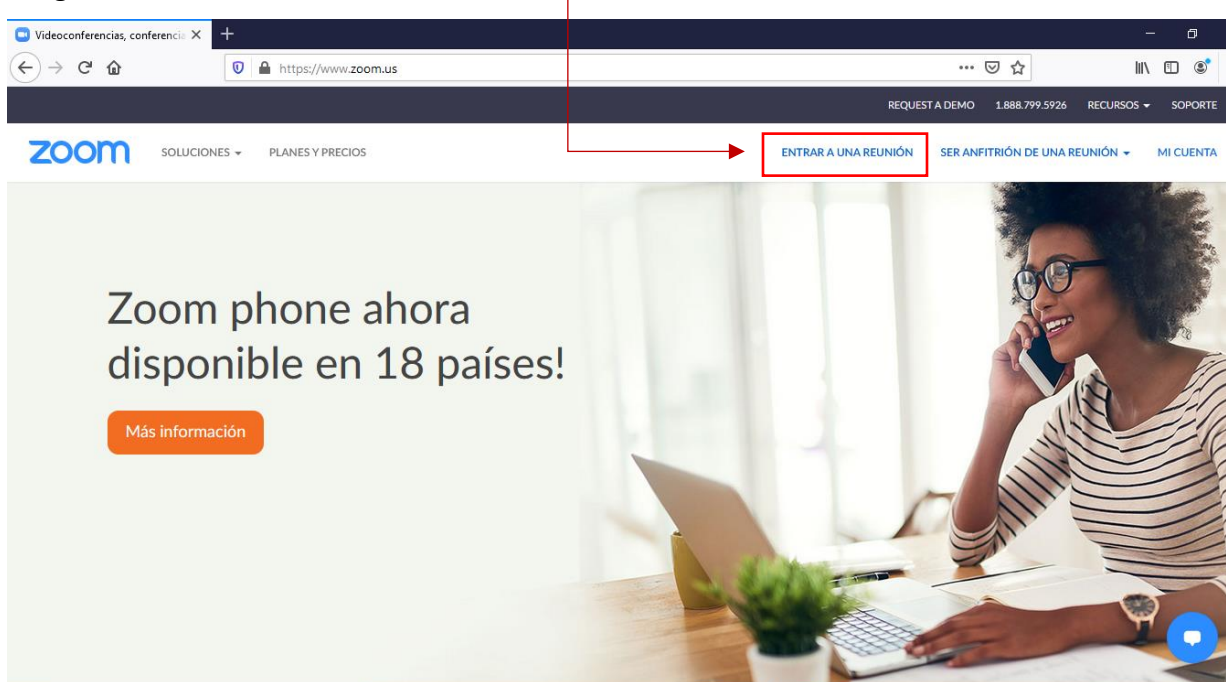 Videoconferencias, conferencia
https://www.zoom.us
REQUEST A DEMO 1.888.799.5926 RECURSOS SOPORTE
zoom SOLUCIONES PLANES Y PRECIOS ENTRAR A UNA REUNIÓN SER ANFITRIÓN DE UNA REUNIÓN MI CUENTA
Zoom phone ahora
disponible en 18 países!
Más información